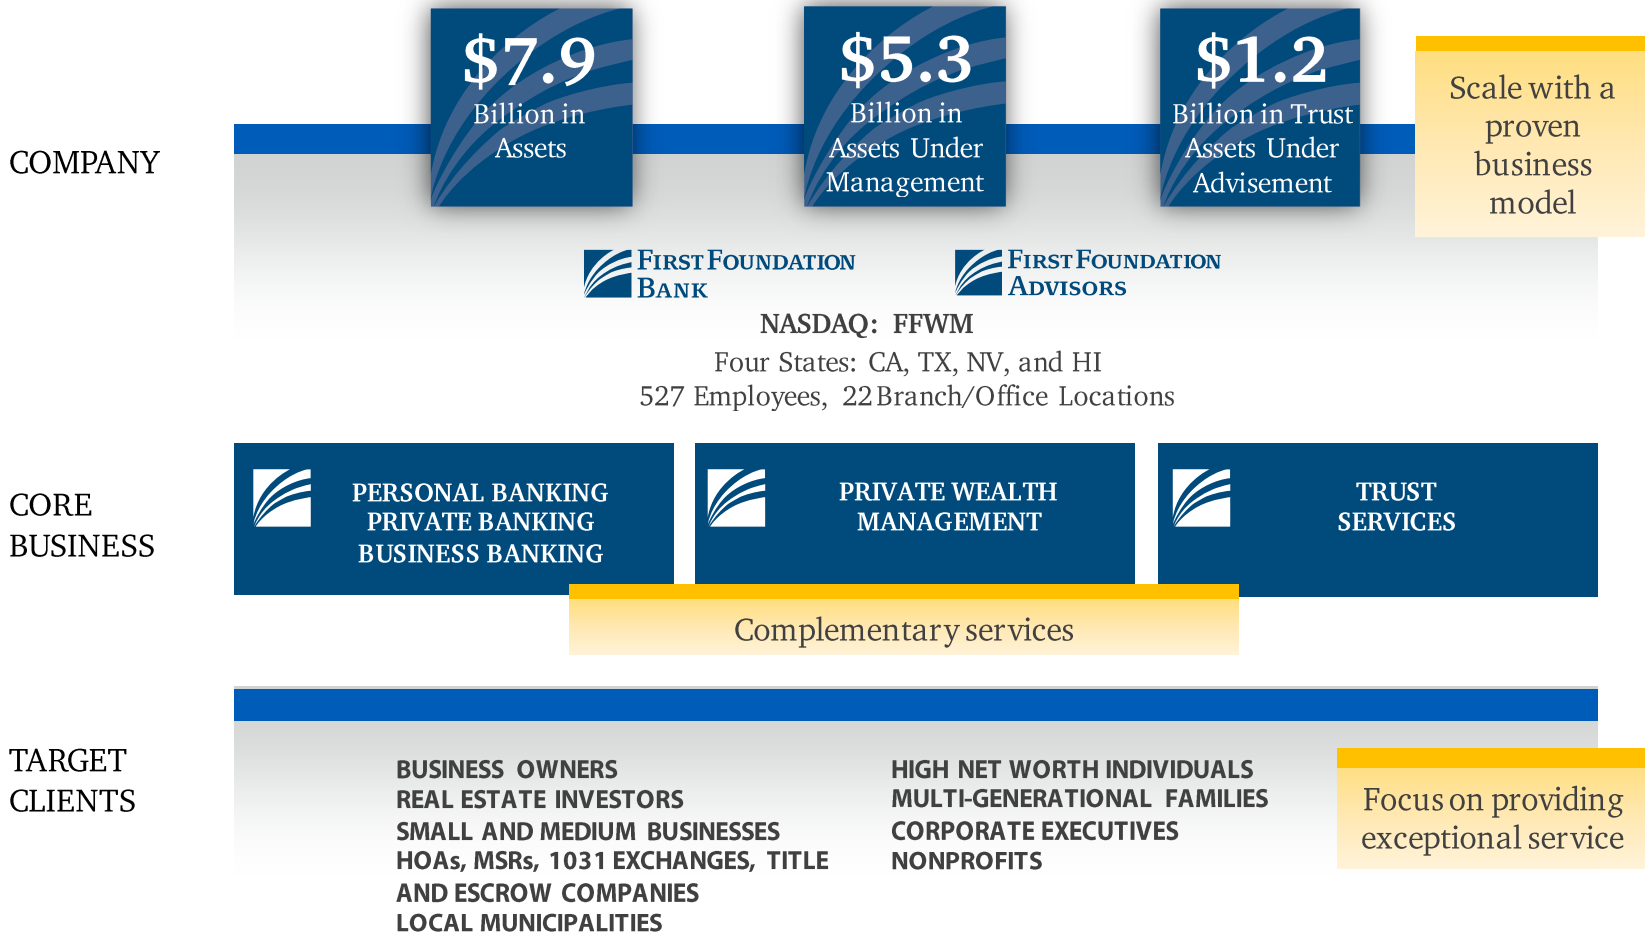 $7.9
Billion in
Assets
$5.3
Billion in
Assets Under
Management
$1.2
Billion in Trust
Assets Under
Advisement
Scale with a
proven
business
model
COMPANY
FIRST FOUNDATION
BANK
FIRST FOUNDATION
ADVISORS
NASDAQ: FFWM
Four States: CA, TX, NV, and HI
527 Employees, 22 Branch/Office Locations
CORE
BUSINESS
PERSONAL BANKING
PRIVATE BANKING
BUSINESS BANKING
PRIVATE WEALTH
MANAGEMENT
TRUST
SERVICES
Complementary services
TARGET
CLIENTS
BUSINESS OWNERS
REAL ESTATE INVESTORS
SMALL AND MEDIUM BUSINESSES
HOAs, MSRs, 1031 EXCHANGES, TITLE
AND ESCROW COMPANIES
LOCAL MUNICIPALITIES
HIGH NET WORTH INDIVIDUALS
MULTI-GENERATIONAL FAMILIES
CORPORATE EXECUTIVES
NONPROFITS
Focus on providing
exceptional service